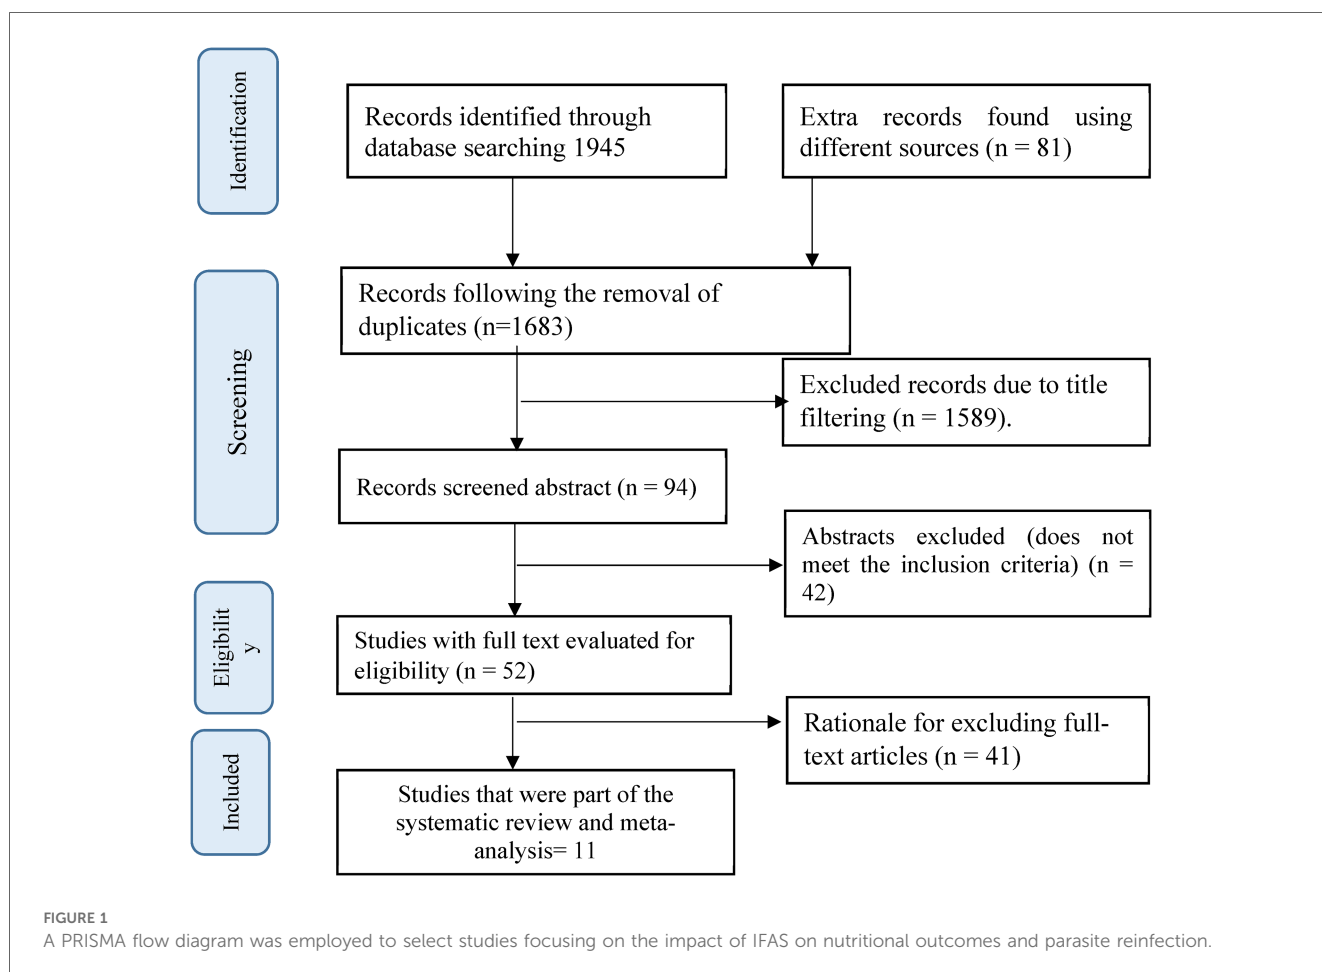 Identification
Records identified through
database searching 1945
Extra records found using
different sources (n = 81)
Screening
Records following the removal of
duplicates (n=1683)
Excluded records due to title
filtering (n = 1589).
Records screened abstract (n = 94)
Abstracts excluded (does not
meet the inclusion criteria) (n =
42)
Eligibilit
y
Studies with full text evaluated for
eligibility (n = 52)
Rationale for excluding full-
text articles (n = 41)
Included
Studies that were part of the
systematic review and meta-
analysis= 11
FIGURE 1
A PRISMA flow diagram was employed to select studies focusing on the impact of IFAS on nutritional outcomes and parasite reinfection.